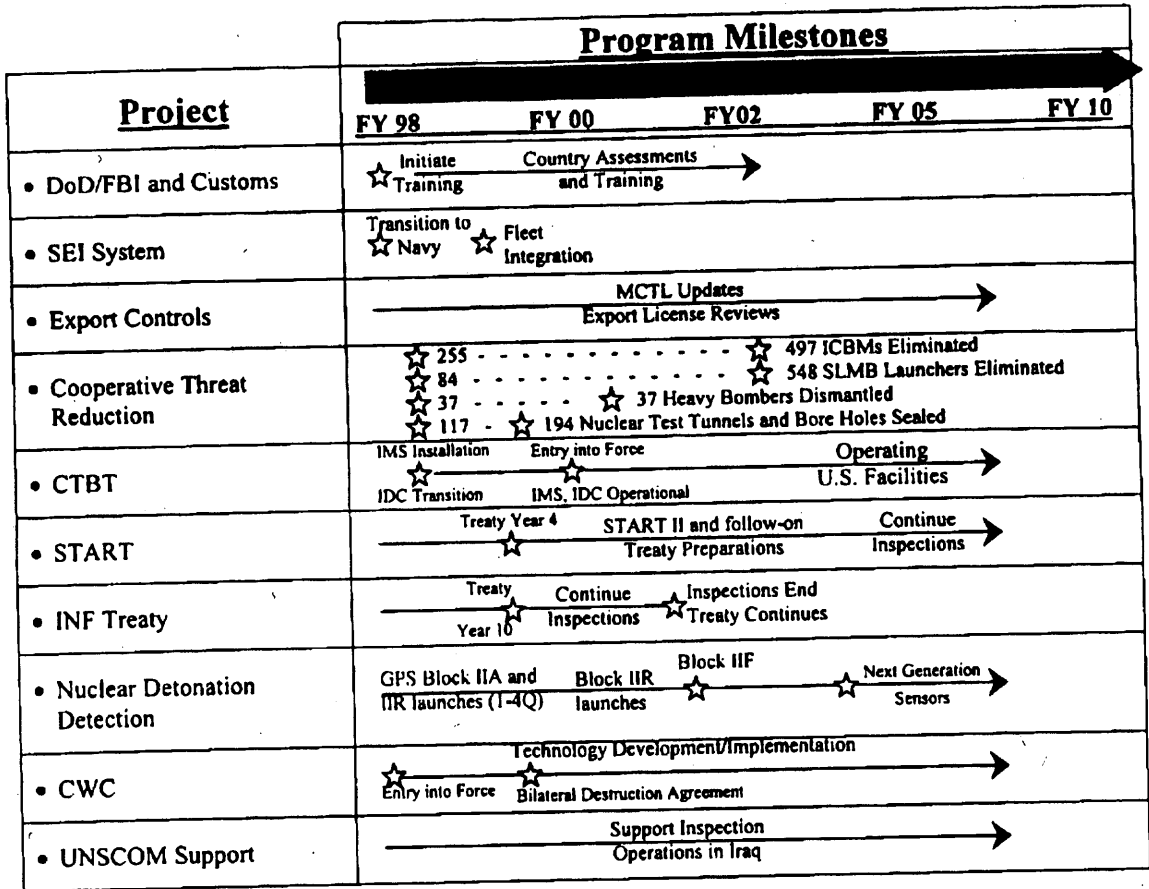 Program Milestones
Project
FY 98 FY 00 FY02 FY 05 FY 10
• DoD/FBI and Customs
Initiate
Training
Country Assessments
and Training
• SEI System
Transition to
Navy
Fleet
Integration
• Export Controls
MCTL Updates
Export License Reviews
• Cooperative Threat
Reduction
255 - - - - - - - - - - - - - 497 ICBMs Eliminated
84 - - - - - - - - - - - - - 548 SLMB Launchers Eliminated
37 - - - - - - 37 Heavy Bombers Dismantled
117 - 194 Nuclear Test Tunnels and Bore Holes Sealed
• CTBT
IMS Installation
IDC Transition
Entry into Force
IMS, IDC Operational
Operating
U.S. Facilities
• START
Treaty Year 4
START II and follow-on
Treaty Preparations
Continue
Inspections
• INF Treaty
Treaty
Year 10
Continue
Inspections
Inspections End
Treaty Continues
• Nuclear Detonation
Detection
GPS Block IIA and
IIR launches (1-4Q)
Block IIR
launches
Block IIF
Next Generation
Sensors
• CWC
Technology Development/Implementation
Entry into Force
Bilateral Destruction Agreement
• UNSCOM Support
Support Inspection
Operations in Iraq